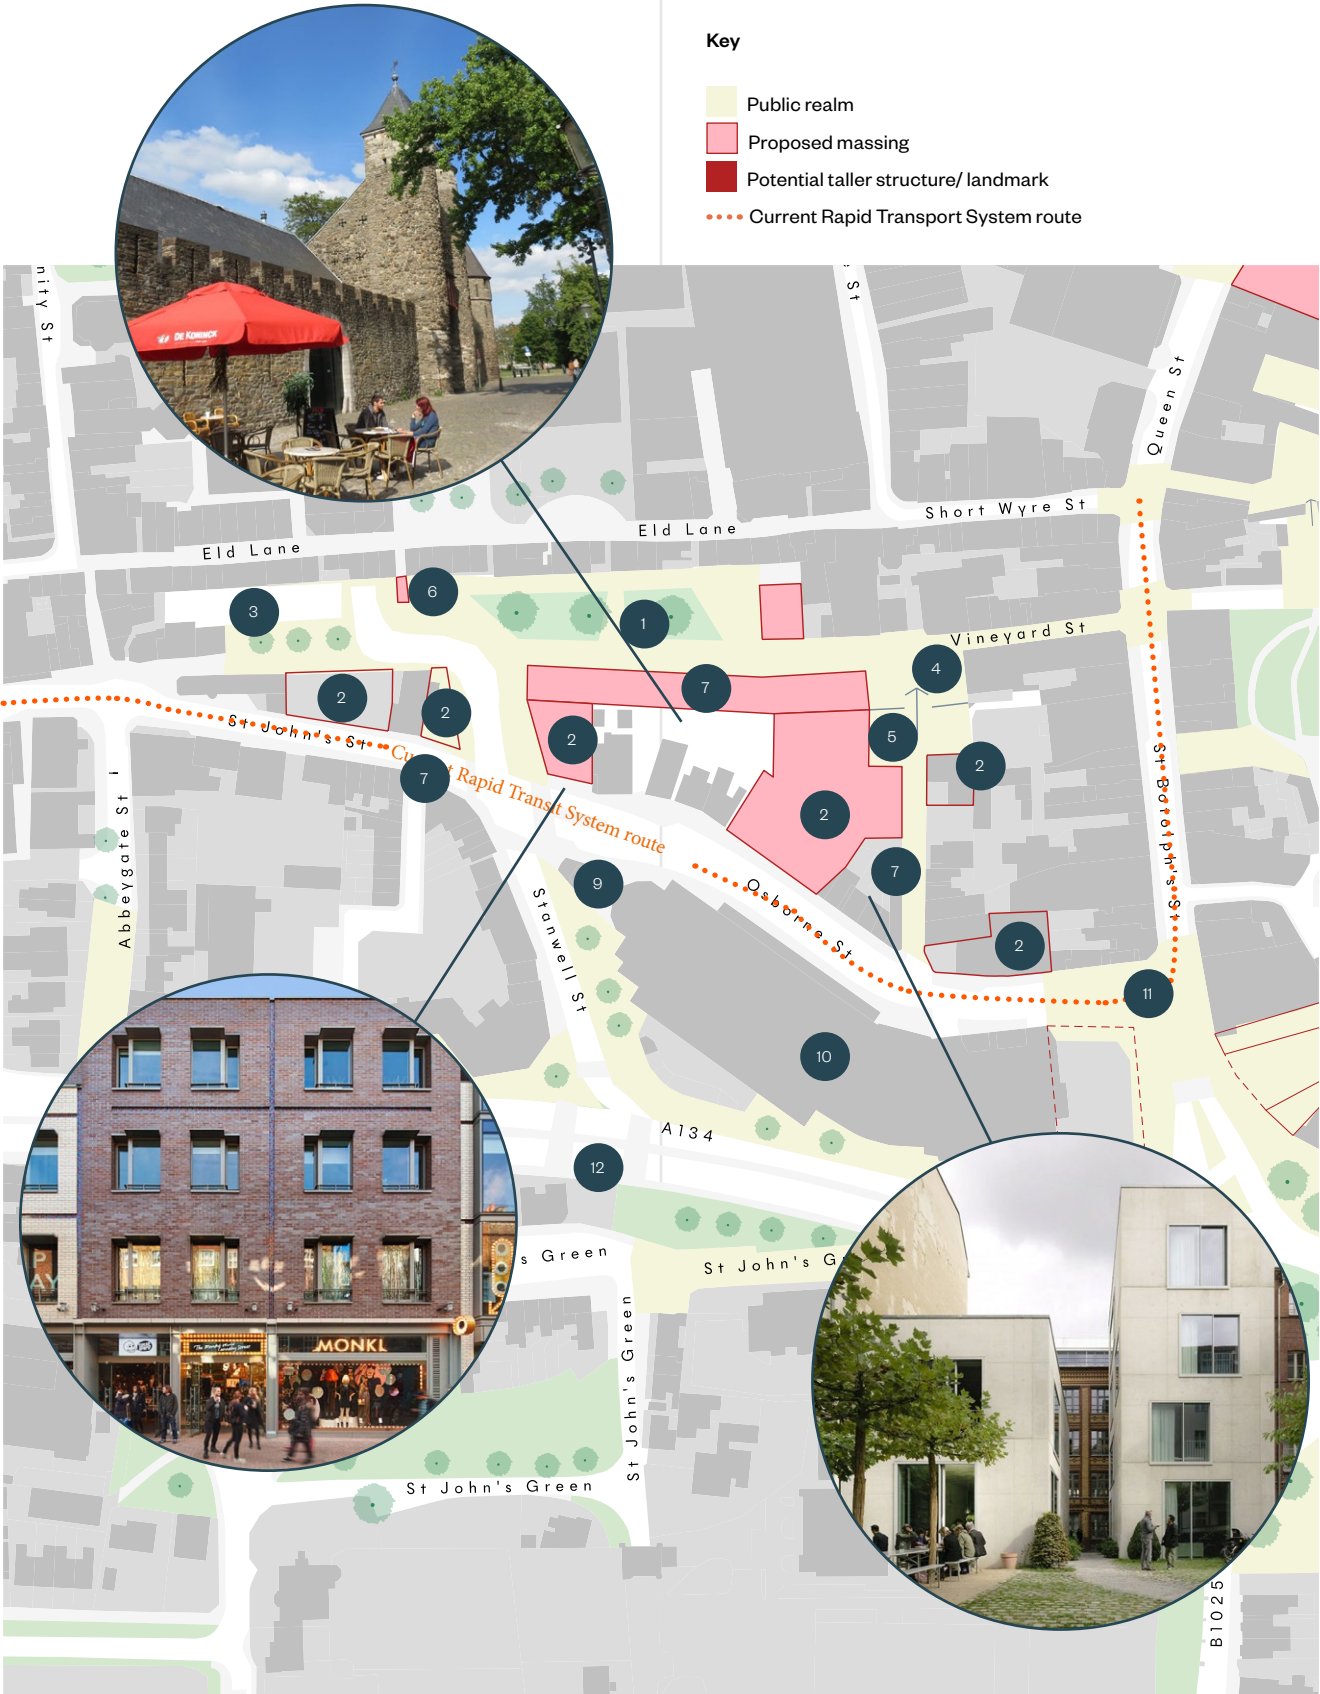 Key
Public realm
Proposed massing
Potential taller structure/ landmark
Current Rapid Transport System route
DE KONINCK
nity St
St
Queen St
Short Wyre St
Eld Lane
Eld Lane
6
3
1
Vineyard St
4
2
2
7
2
5
2
St John's St
7
Current Rapid Transit System route
2
7
9
Osborne St
St Botolph's St
Abbeygate St
Stanwell St
2
11
10
A134
12
s Green
St John's G
MONKL
St John's Green
St John's Green
B1025